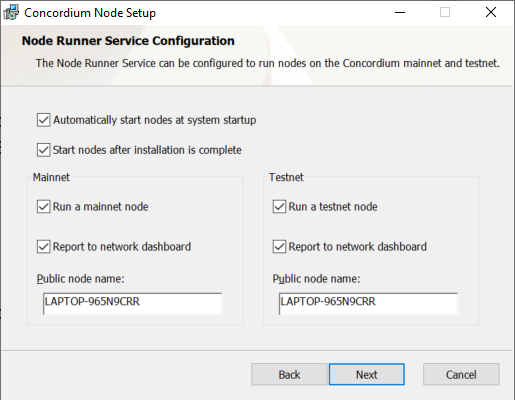 Concordium Node Setup
Node Runner Service Configuration
The Node Runner Service can be configured to run nodes on the Concordium mainnet and testnet.
Automatically start nodes at system startup
Start nodes after installation is complete
Mainnet
Run a mainnet node
Report to network dashboard
Public node name:
LAPTOP-965N9CRR
Testnet
Run a testnet node
Report to network dashboard
Public node name:
LAPTOP-965N9CRR
Back
Next
Cancel